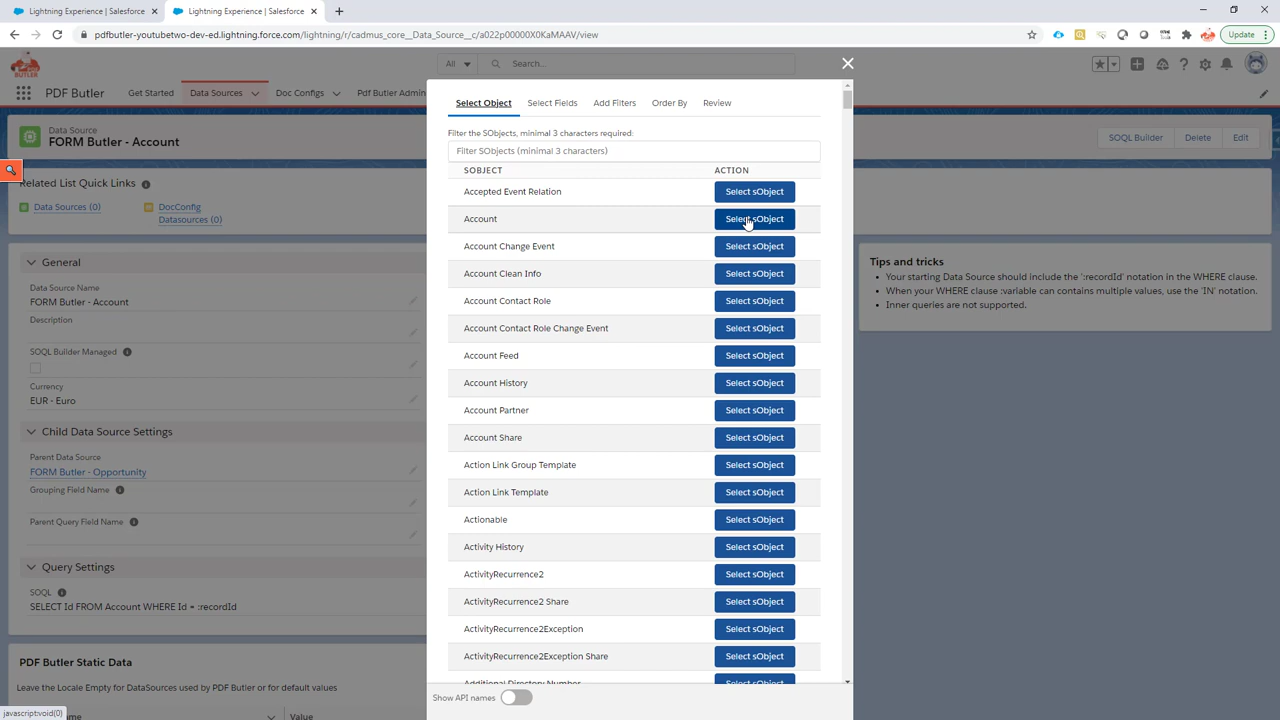 Lightning Experience | Salesforce
Lightning Experience | Salesforce
pdfbutler-youtubetwo-dev-ed.lightning.force.com/lightning/r/cadmus_core__Data_Source__c/a022p00000X0KaMAAV/view
Update
BUTLER
All
Search...
PDF Butler
Get Started
Data Sources
Doc Configs
Pdf Butler Admin
Data Source
FORM Butler - Account
SOQL Builder
Delete
Edit
Related List Quick Links
Data Sources (0)
DocConfig
Datasources (0)
General
Data Source Name
FORM Butler - Account
Description
SOQL Builder Managed
Currency
EUR - Euro
Child Data Source Settings
Parent Data Source
FORM Butler - Opportunity
Grouping Field Name
Parent Query Field Name
Query Settings
SOQL
SELECT Id FROM Account WHERE Id = :recordId
PDF Butler Static Data
Leave the Locale Empty for DataSources used by PDF Butler or for default values
me
Value
javascript:void(0)
Select Object
Select Fields
Add Filters
Order By
Review
Filter the SObjects, minimal 3 characters required:
Filter SObjects (minimal 3 characters)
SOBJECT ACTION
Accepted Event Relation Select sObject
Account Select sObject
Account Change Event Select sObject
Account Clean Info Select sObject
Account Contact Role Select sObject
Account Contact Role Change Event Select sObject
Account Feed Select sObject
Account History Select sObject
Account Partner Select sObject
Account Share Select sObject
Action Link Group Template Select sObject
Action Link Template Select sObject
Actionable Select sObject
Activity History Select sObject
ActivityRecurrence2 Select sObject
ActivityRecurrence2 Share Select sObject
ActivityRecurrence2Exception Select sObject
ActivityRecurrence2Exception Share Select sObject
Additional Directory Number Select sObject
Show API names
Tips and tricks
• Your starting Data Source should include the ':recordId' notation in the WHERE clause.
• When your WHERE clause :variable can contains multiple values, use the 'IN' notation.
• Inner queries are not supported.